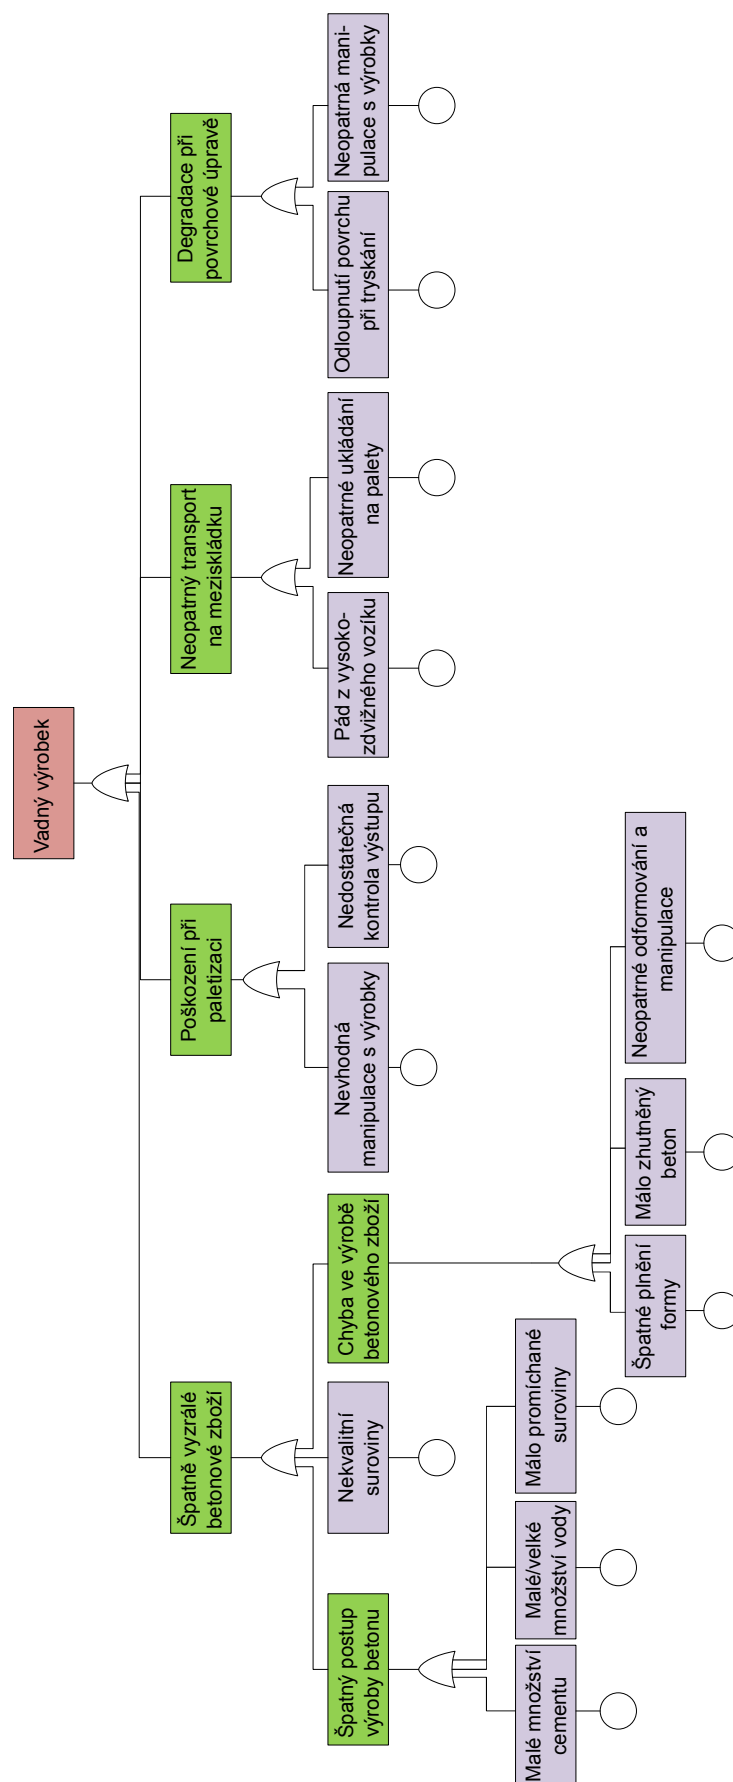 Vadný výrobek
Špatně vyzrálé
betonové zboží
Poškození při
paletizaci
Neopatrný transport
na meziskládku
Degradace při
povrchové úpravě
Špatný postup
výroby betonu
Nekvalitní
suroviny
Chyba ve výrobě
betonového zboží
Nevhodná
manipulace s výrobky
Nedostatečná
kontrola výstupu
Pád z vysoko-
zdvižného vozíku
Neopatrné ukládání
na palety
Odloupnutí povrchu
při tryskání
Neopatrná mani-
pulace s výrobky
Malé množství
cementu
Malé/velké
množství vody
Málo promíchané
suroviny
Špatné plnění
formy
Málo zhutněný
beton
Neopatrné odformování a
manipulace